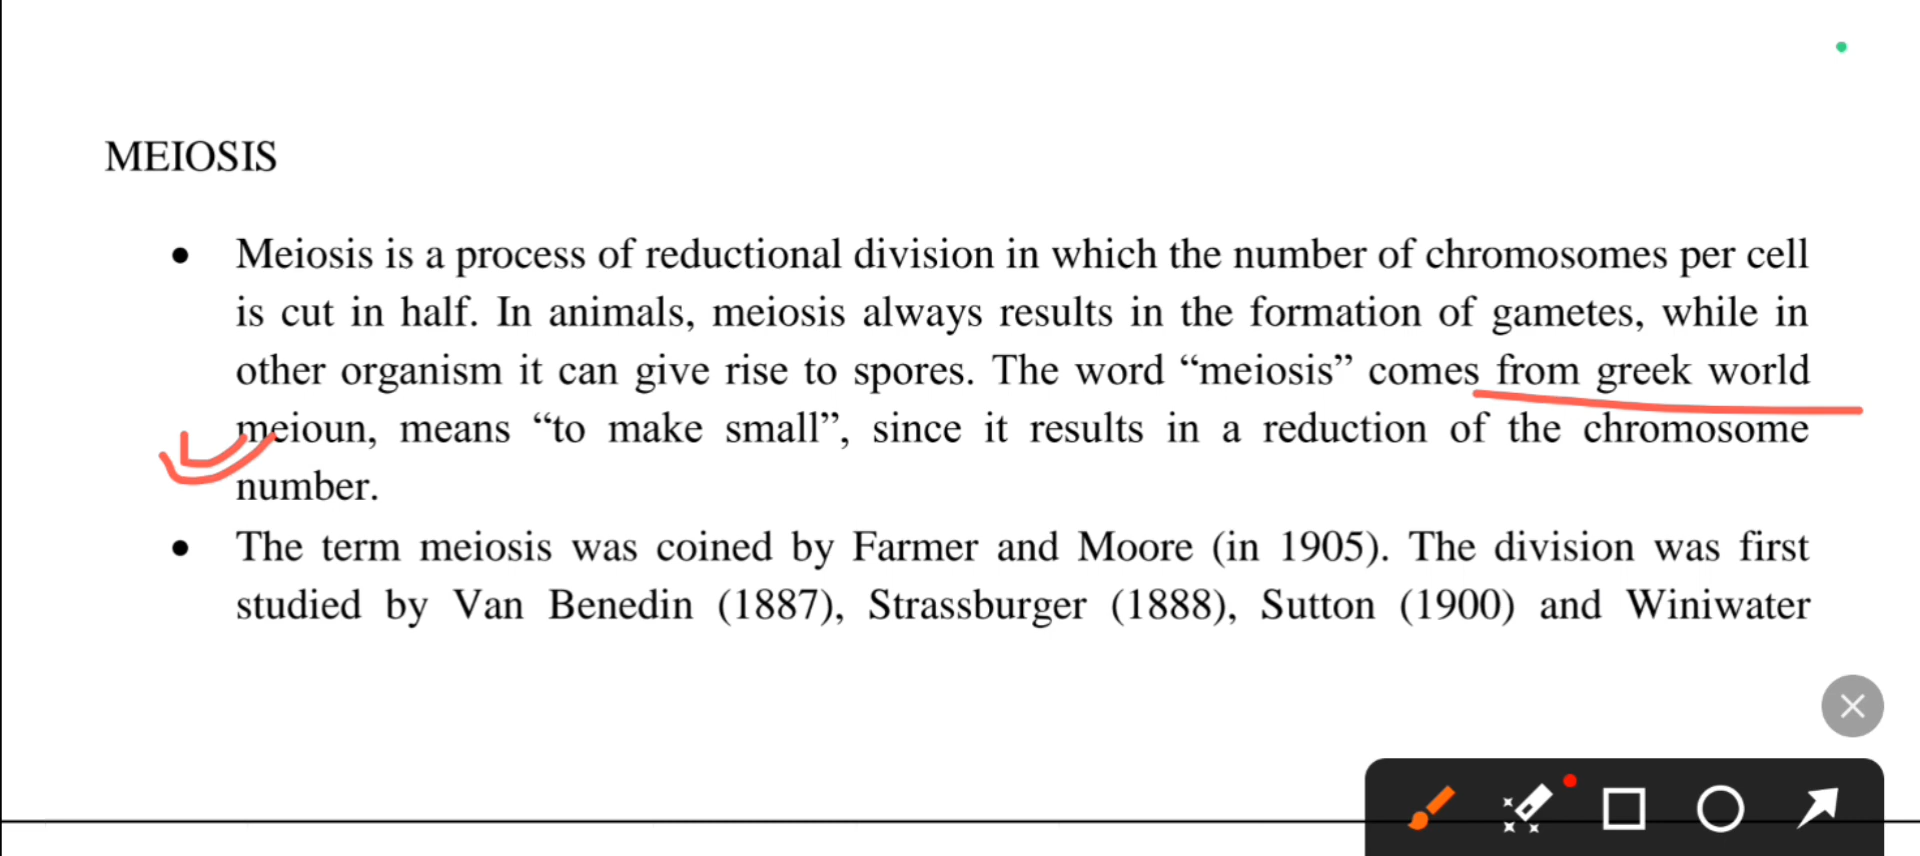 MEIOSIS
• Meiosis is a process of reductional division in which the number of chromosomes per cell
is cut in half. In animals, meiosis always results in the formation of gametes, while in
other organism it can give rise to spores. The word “meiosis” comes from greek world
meioun, means “to make small”, since it results in a reduction of the chromosome
number.
• The term meiosis was coined by Farmer and Moore (in 1905). The division was first
studied by Van Benedin (1887), Strassburger (1888), Sutton (1900) and Winiwater